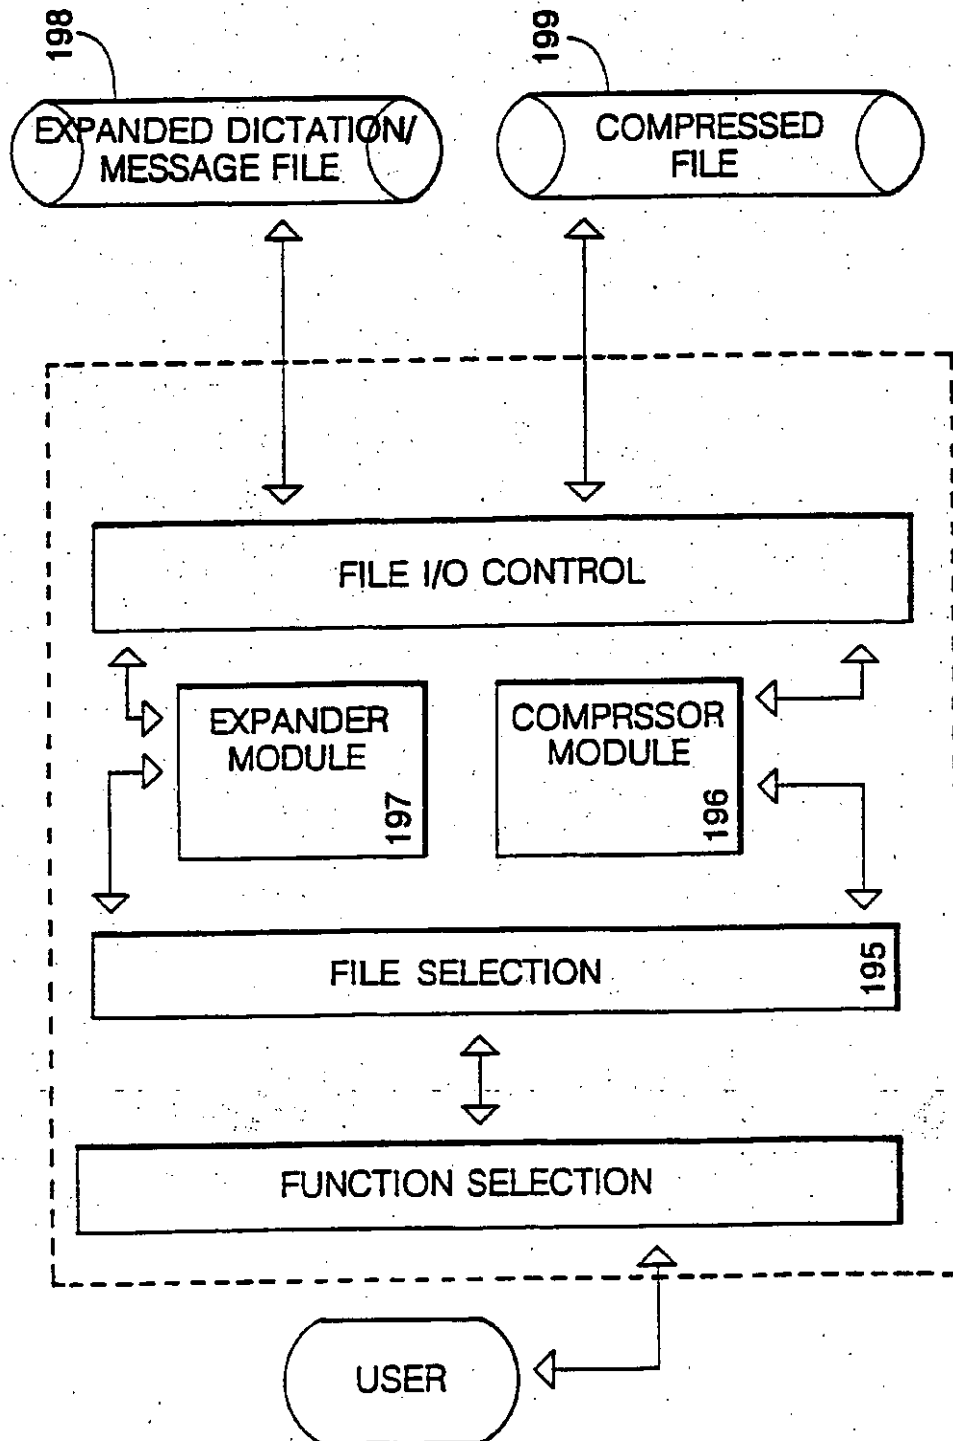 198
199
EXPANDED DICTATION/
MESSAGE FILE
COMPRESSED
FILE
FILE I/O CONTROL
EXPANDER
MODULE
197
COMPRSSOR
MODULE
196
FILE SELECTION
195
FUNCTION SELECTION
USER